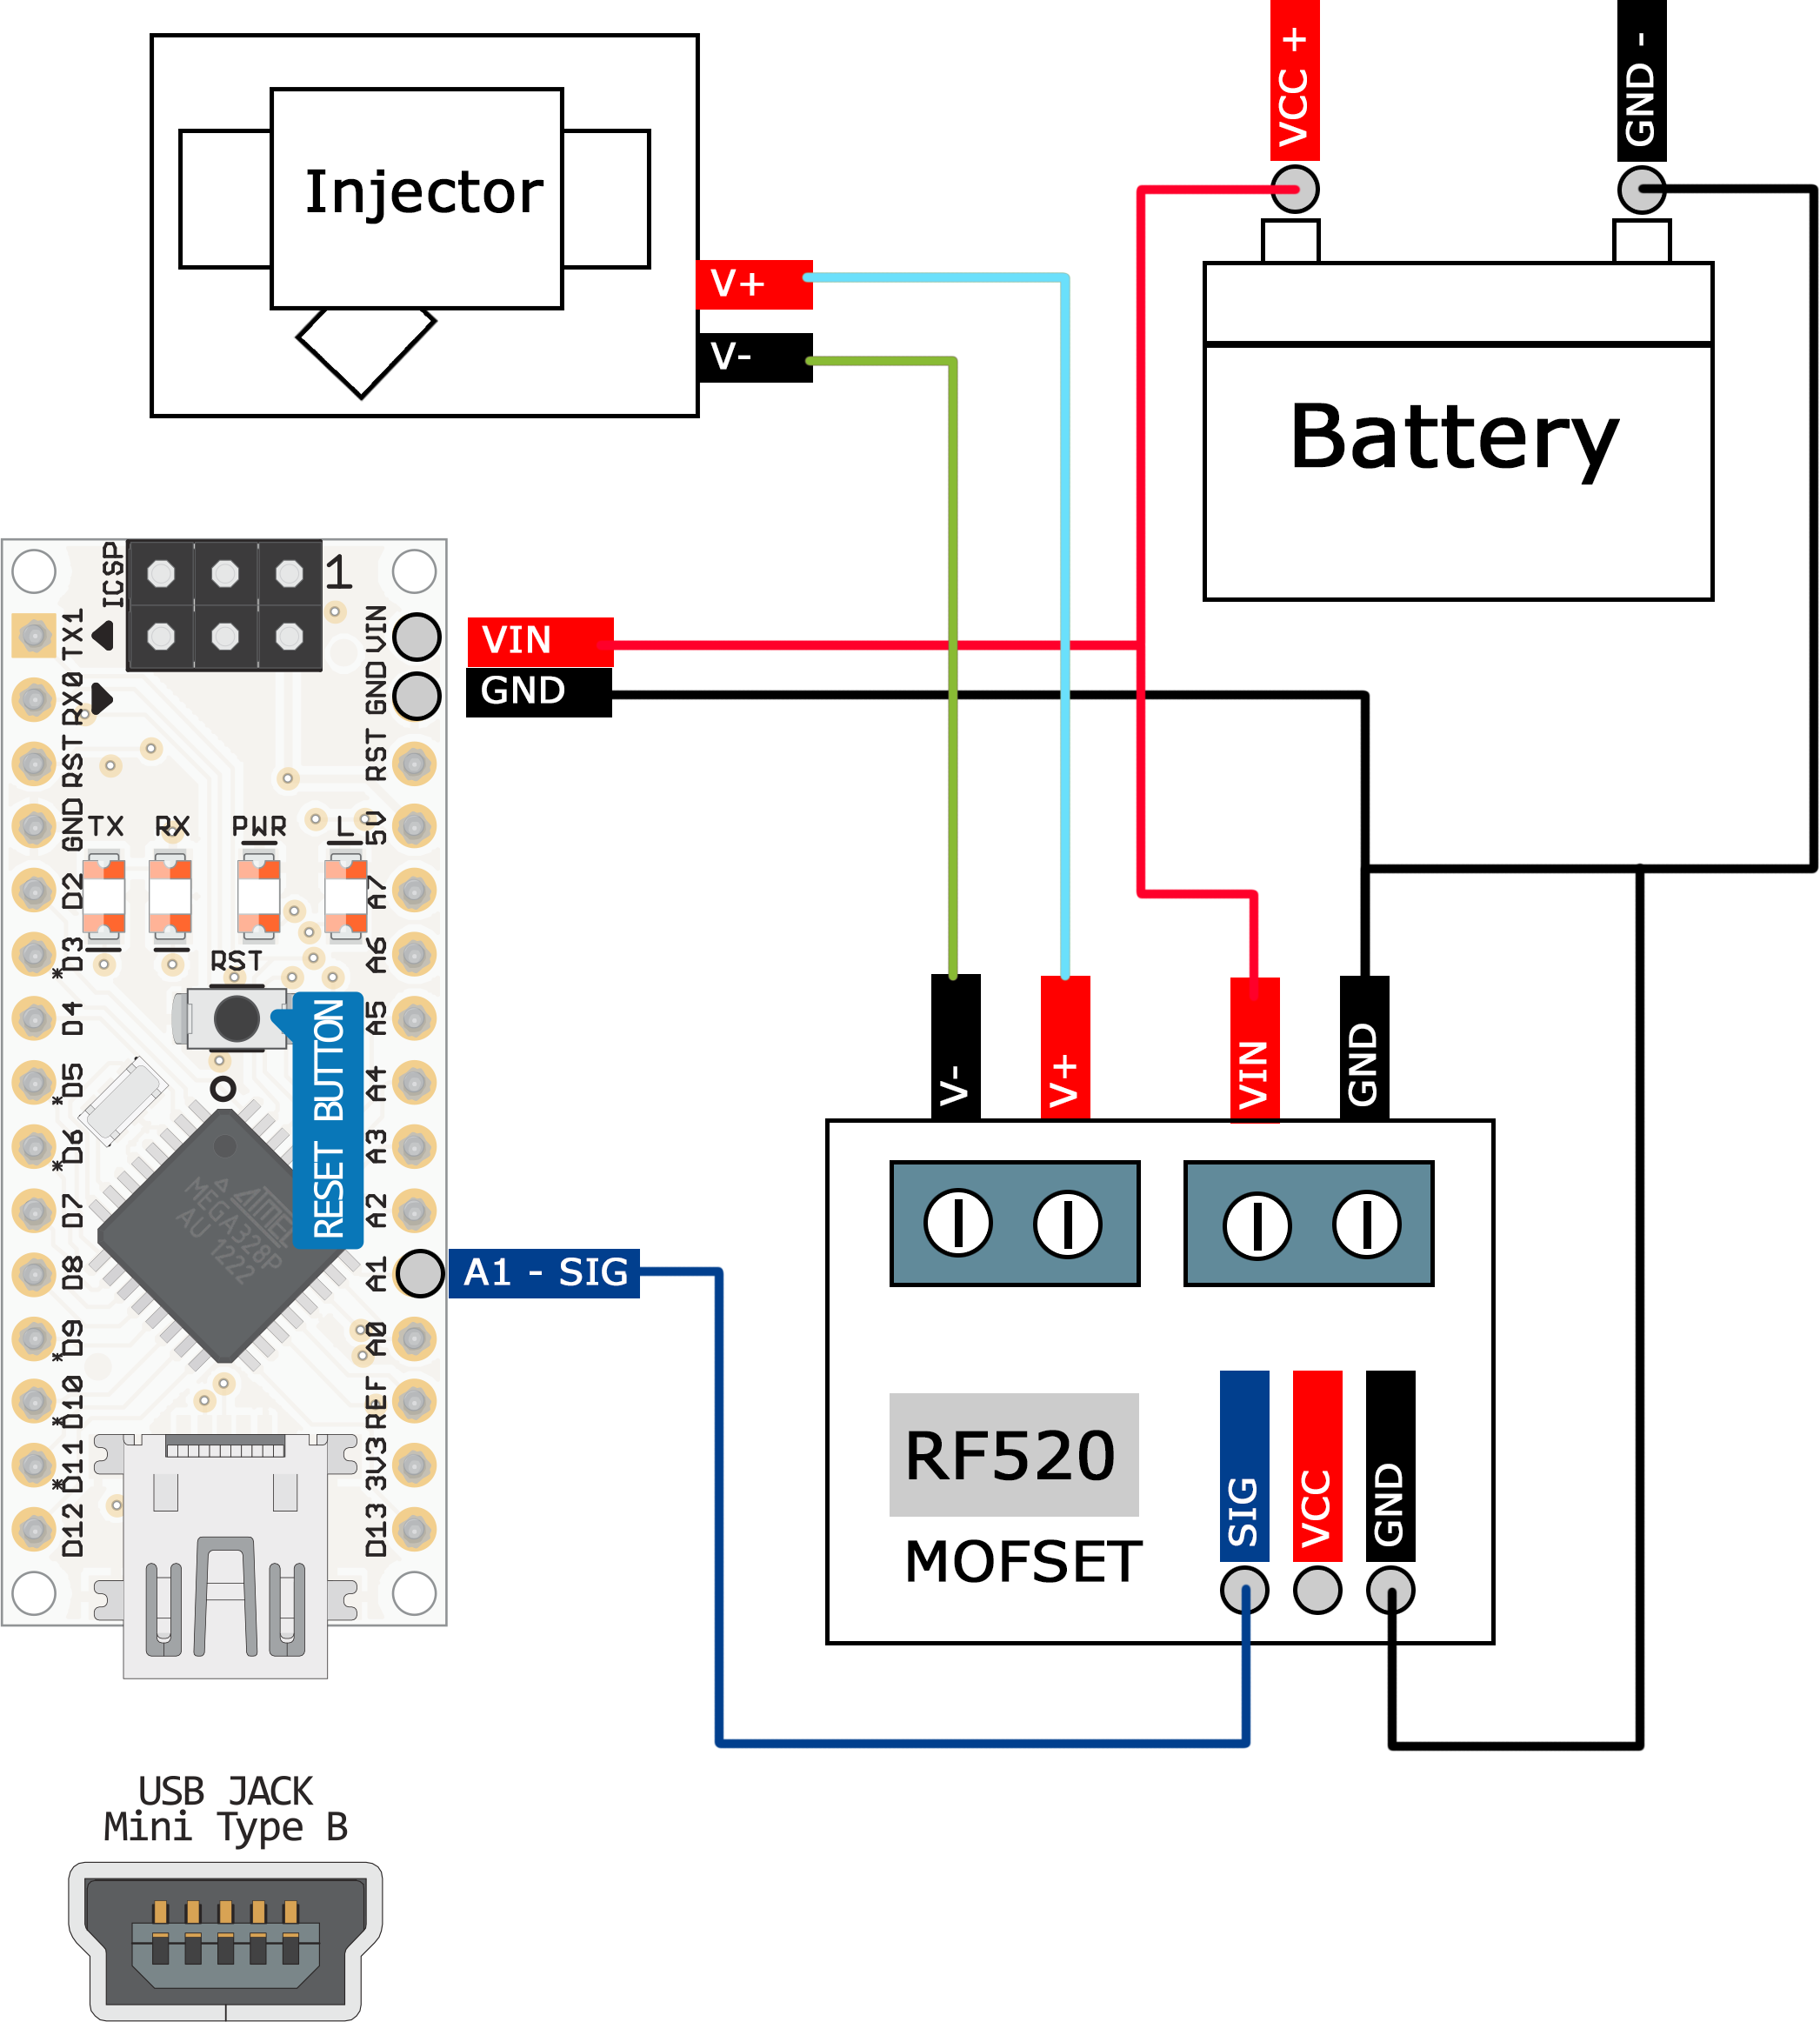 VCC +
GND -
Injector
V+
V-
Battery
ICSP
1
TX1
RX0
RST
GND
D2
*D3
D4
*D5
*D6
D7
D8
*D9
*D10
*D11
D12
VIN
GND
RST
5V
A7
A6
A5
A4
A3
A2
A1
A0
REF
3V3
D13
VIN
GND
TX
RX
PWR
L
RST
RESET BUTTON
ATMEL
MEGA328P
AU 1222
A1 - SIG
V-
V+
VIN
GND
RF520
MOFSET
SIG
VCC
GND
USB JACK
Mini Type B